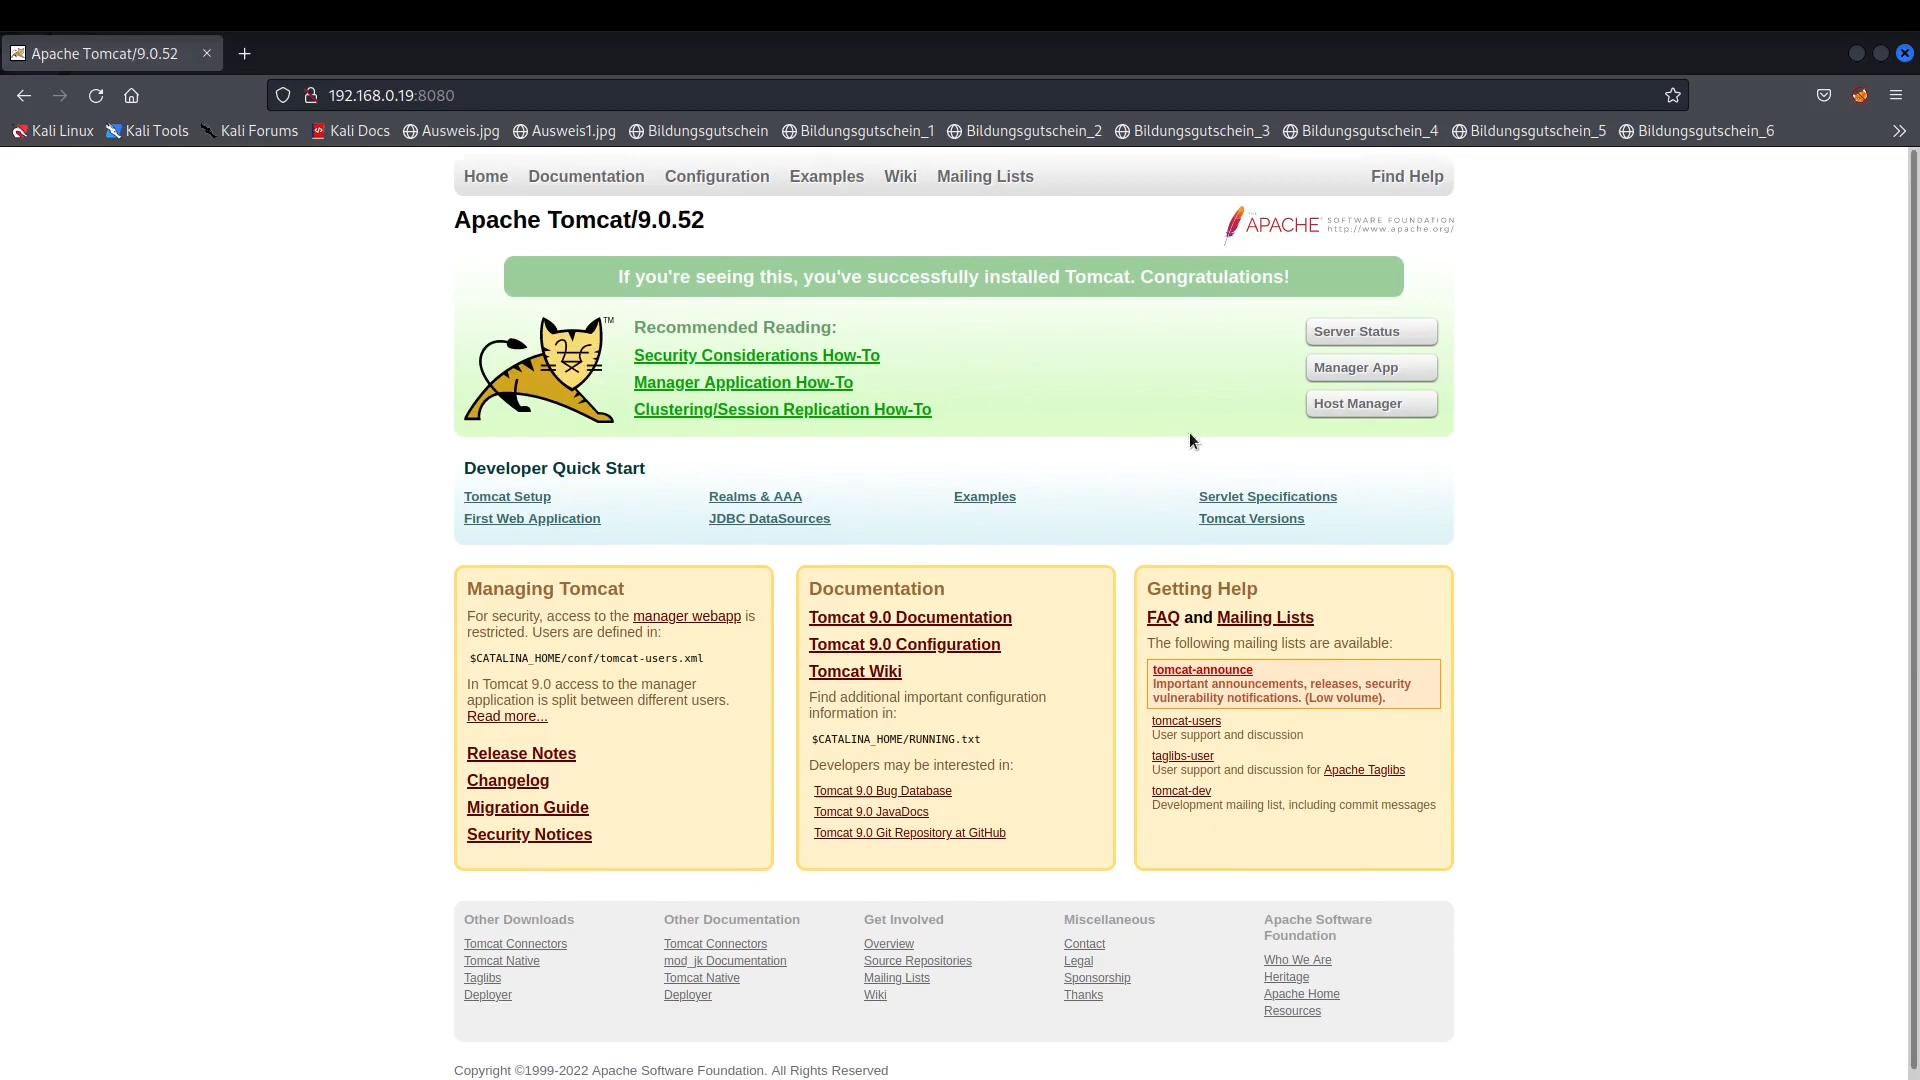 Apache Tomcat/9.0.52
192.168.0.19:8080
Kali Linux Kali Tools Kali Forums Kali Docs Ausweis.jpg Ausweis1.jpg Bildungsgutschein Bildungsgutschein_1 Bildungsgutschein_2 Bildungsgutschein_3 Bildungsgutschein_4 Bildungsgutschein_5 Bildungsgutschein_6
Home Documentation Configuration Examples Wiki Mailing Lists Find Help
Apache Tomcat/9.0.52
THE APACHE SOFTWARE FOUNDATION
http://www.apache.org/
If you're seeing this, you've successfully installed Tomcat. Congratulations!
TM
Recommended Reading:
Security Considerations How-To
Manager Application How-To
Clustering/Session Replication How-To
Server Status
Manager App
Host Manager
Developer Quick Start
Tomcat Setup
First Web Application
Realms & AAA
JDBC DataSources
Examples
Servlet Specifications
Tomcat Versions
Managing Tomcat
For security, access to the manager webapp is
restricted. Users are defined in:
$CATALINA_HOME/conf/tomcat-users.xml
In Tomcat 9.0 access to the manager
application is split between different users.
Read more...
Release Notes
Changelog
Migration Guide
Security Notices
Documentation
Tomcat 9.0 Documentation
Tomcat 9.0 Configuration
Tomcat Wiki
Find additional important configuration
information in:
$CATALINA_HOME/RUNNING.txt
Developers may be interested in:
Tomcat 9.0 Bug Database
Tomcat 9.0 JavaDocs
Tomcat 9.0 Git Repository at GitHub
Getting Help
FAQ and Mailing Lists
The following mailing lists are available:
tomcat-announce
Important announcements, releases, security
vulnerability notifications. (Low volume).
tomcat-users
User support and discussion
taglibs-user
User support and discussion for Apache Taglibs
tomcat-dev
Development mailing list, including commit messages
Other Downloads
Tomcat Connectors
Tomcat Native
Taglibs
Deployer
Other Documentation
Tomcat Connectors
mod_jk Documentation
Tomcat Native
Deployer
Get Involved
Overview
Source Repositories
Mailing Lists
Wiki
Miscellaneous
Contact
Legal
Sponsorship
Thanks
Apache Software
Foundation
Who We Are
Heritage
Apache Home
Resources
Copyright ©1999-2022 Apache Software Foundation. All Rights Reserved